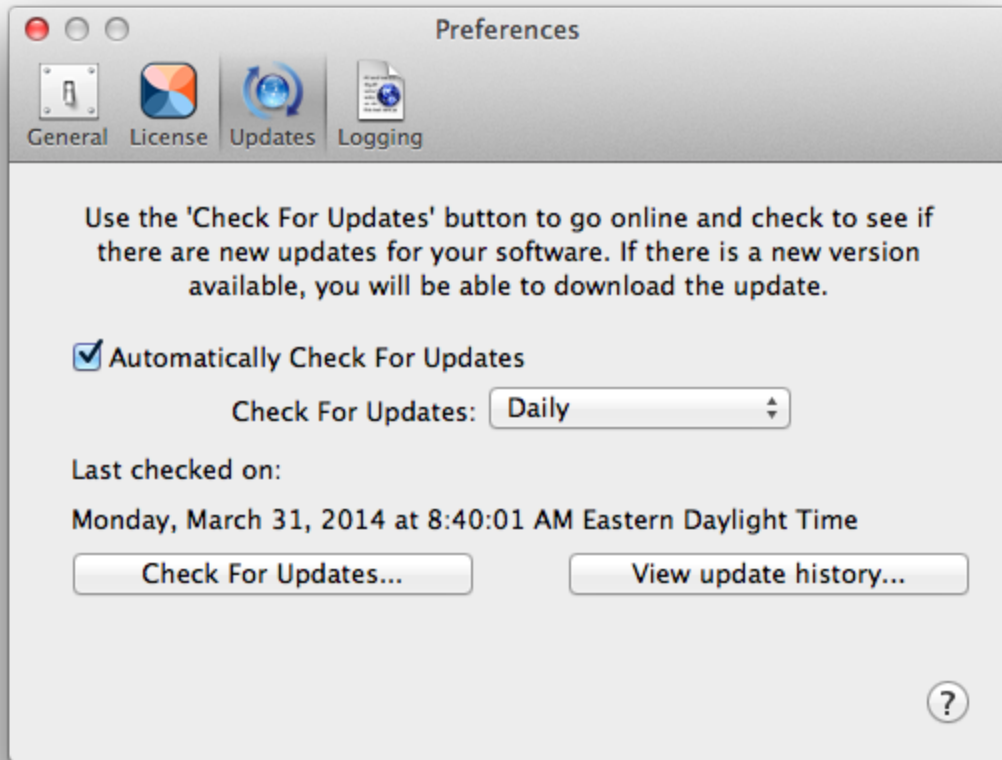 Preferences
General License Updates Logging
Use the 'Check For Updates' button to go online and check to see if
there are new updates for your software. If there is a new version
available, you will be able to download the update.
Automatically Check For Updates
Check For Updates: Daily
Last checked on:
Monday, March 31, 2014 at 8:40:01 AM Eastern Daylight Time
Check For Updates... View update history...
?